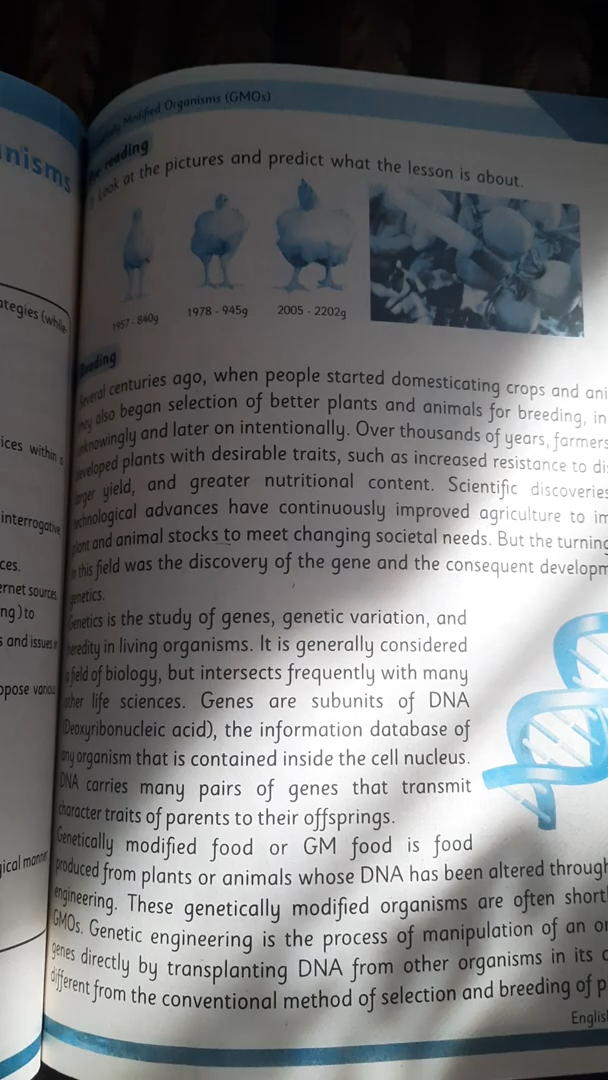 nisms
Modified Organisms (GMOs)
reading
Look at the pictures and predict what the lesson is about.
1957 - 840g
1978 - 945g
2005 - 2202g
Reading
Several centuries ago, when people started domesticating crops and ani
they also began selection of better plants and animals for breeding, in
unknowingly and later on intentionally. Over thousands of years, farmers
developed plants with desirable traits, such as increased resistance to di
larger yield, and greater nutritional content. Scientific discoveries
technological advances have continuously improved agriculture to im
plant and animal stocks to meet changing societal needs. But the turning
in this field was the discovery of the gene and the consequent developm
genetics.
Genetics is the study of genes, genetic variation, and
heredity in living organisms. It is generally considered
a field of biology, but intersects frequently with many
other life sciences. Genes are subunits of DNA
(Deoxyribonucleic acid), the information database of
any organism that is contained inside the cell nucleus.
DNA carries many pairs of genes that transmit
character traits of parents to their offsprings.
Genetically modified food or GM food is food
produced from plants or animals whose DNA has been altered through
engineering. These genetically modified organisms are often short
GMOs. Genetic engineering is the process of manipulation of an or
genes directly by transplanting DNA from other organisms in its
different from the conventional method of selection and breeding of p
Englis
ategies (while-
ices within a
interrogative
ces.
ernet sources,
ng ) to
s and issues
opose variou
gical manner